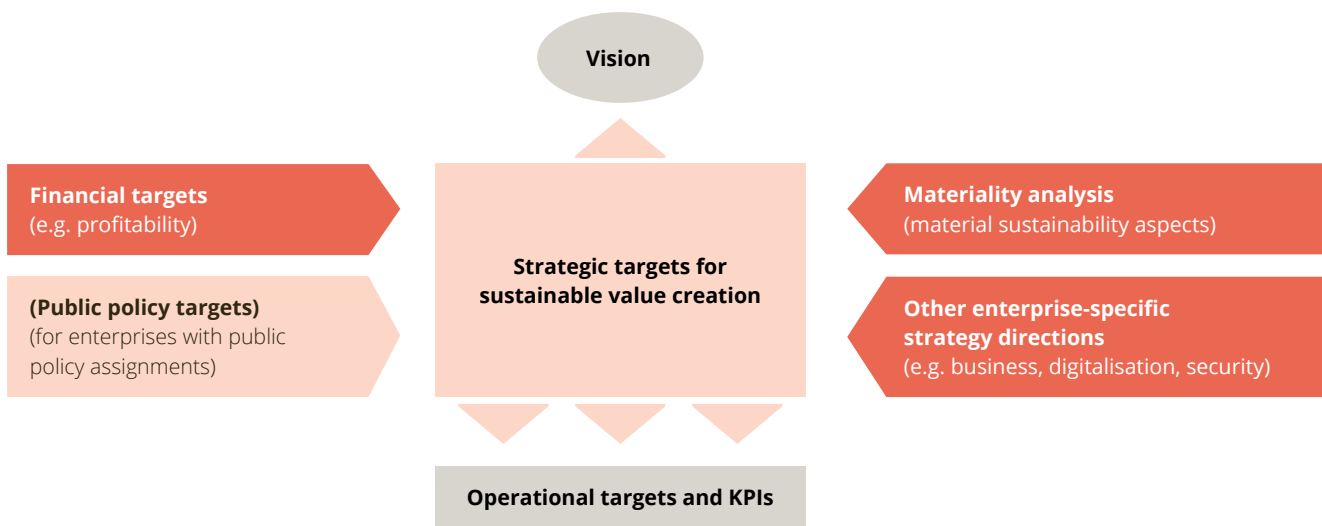 Vision
Financial targets
(e.g. profitability)
(Public policy targets)
(for enterprises with public
policy assignments)
Strategic targets for
sustainable value creation
Materiality analysis
(material sustainability aspects)
Other enterprise-specific
strategy directions
(e.g. business, digitalisation, security)
Operational targets and KPIs